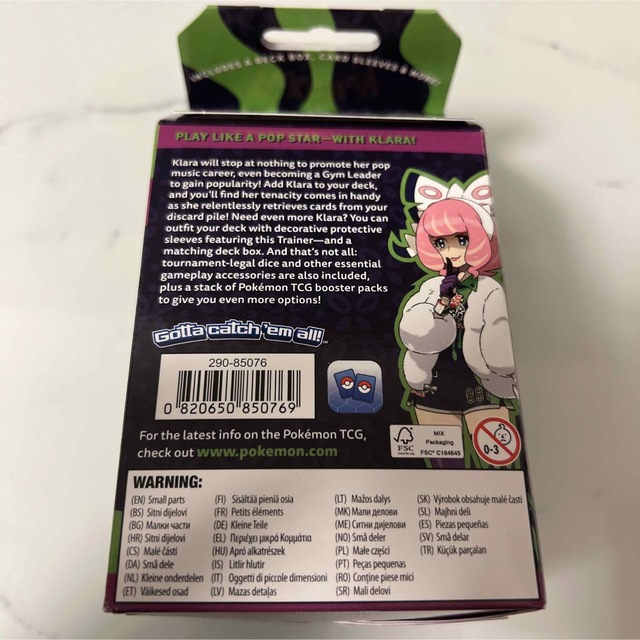 INCLUDES A DECK BOX, CARD SLEEVES & MORE!
PLAY LIKE A POP STAR—WITH KLARA!
Klara will stop at nothing to promote her pop
music career, even becoming a Gym Leader
to gain popularity! Add Klara to your deck,
and you'll find her tenacity comes in handy
as she relentlessly retrieves cards from your
discard pile! Need even more Klara? You can
outfit your deck with decorative protective
sleeves featuring this Trainer—and a
matching deck box. And that's not all:
tournament-legal dice and other essential
gameplay accessories are also included,
plus a stack of Pokémon TCG booster packs
to give you even more options!
Gotta catch 'em all!™
290-85076
0 820650 850769
For the latest info on the Pokémon TCG,
check out www.pokemon.com
FSC
MIX
Packaging
FSC® C164645
0-3
WARNING:
(EN) Small parts
(BS) Sitni dijelovi
(BG) Малки части
(HR) Sitni dijelovi
(CS) Malé části
(DA) Små dele
(NL) Kleine onderdelen
(ET) Väikesed osad
(FI) Sisältää pieniä osia
(FR) Petits éléments
(DE) Kleine Teile
(EL) Περιέχει μικρά Κομμάτια
(HU) Apró alkatrészek
(IS) Litlir hlutir
(IT) Oggetti di piccole dimensioni
(LV) Mazas detaļas
(LT) Mažos dalys
(MK) Мали делови
(ME) Ситни дијелови
(NO) Små deler
(PL) Małe części
(PT) Peças pequenas
(RO) Conține piese mici
(SR) Mali delovi
(SK) Výrobok obsahuje malé časti
(SL) Majhni deli
(ES) Piezas pequeñas
(SV) Små delar
(TR) Küçük parçaları